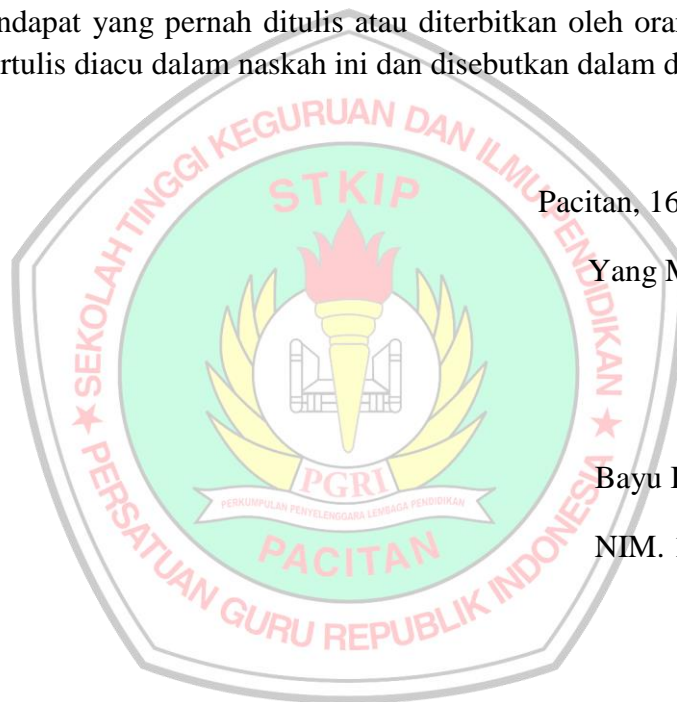 ndapat yang pernah ditulis atau diterbitkan oleh oran
rtulis diacu dalam naskah ini dan disebutkan dalam d
SEKOLAH TINGGI KEGURUAN DAN ILMU PENDIDIKAN
STKIP
Pacitan, 16
Yang M
Bayu
NIM. 1
PGRI
PERKUMPULAN PENYELENGGARA LEMBAGA PENDIDIKAN
PACITAN
PERSATUAN GURU REPUBLIK INDONESIA